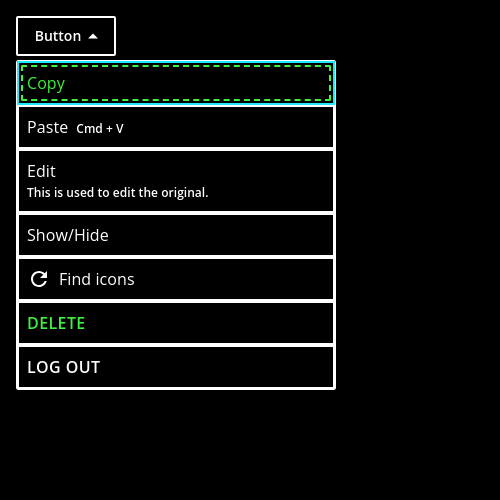 Button
Copy
Paste Cmd + V
Edit
This is used to edit the original.
Show/Hide
Find icons
DELETE
LOG OUT